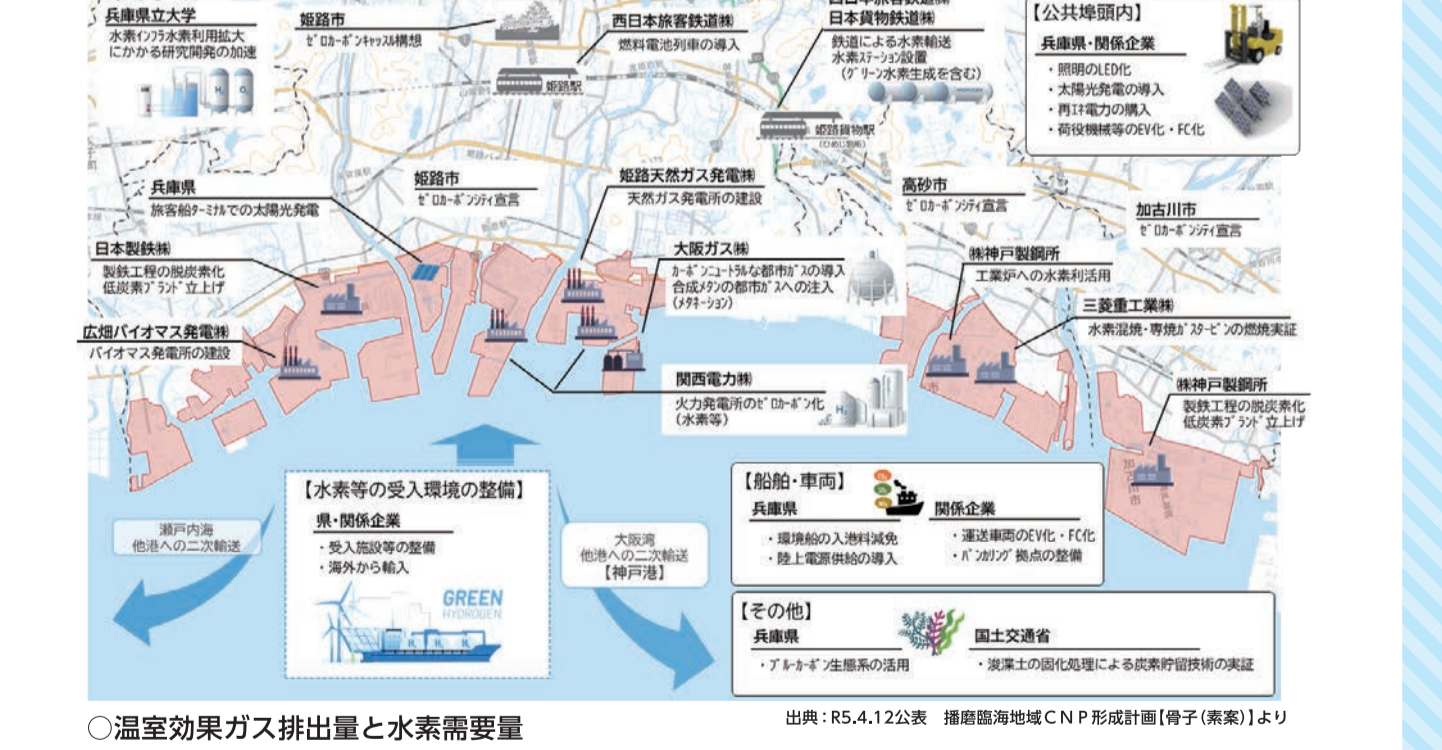 兵庫県立大学
水素インフラ水素利用拡大
にかかる研究開発の加速
H₂ O₂
姫路市
ゼロカーボンキャッスル構想
西日本旅客鉄道㈱
燃料電池列車の導入
姫路駅
西日本旅客鉄道㈱
日本貨物鉄道㈱
鉄道による水素輸送
水素ステーション設置
(グリーン水素生成を含む)
姫路貨物駅
【公共埠頭内】
兵庫県・関係企業
・照明のLED化
・太陽光発電の導入
・再エネ電力の購入
・荷役機械等のEV化・FC化
兵庫県
旅客船ターミナルでの太陽光発電
姫路市
ゼロカーボンシティ宣言
姫路天然ガス発電㈱
天然ガス発電所の建設
高砂市
ゼロカーボンシティ宣言
加古川市
ゼロカーボンシティ宣言
日本製鉄㈱
製鉄工程の脱炭素化
低炭素ブランド立上げ
大阪ガス㈱
カーボンニュートラルな都市ガスの導入
合成メタンの都市ガスへの注入
(メタネーション)
㈱神戸製鋼所
工業炉への水素利活用
三菱重工業㈱
水素混焼・専焼ガスタービンの燃焼実証
広畑バイオマス発電㈱
バイオマス発電所の建設
関西電力㈱
火力発電所のゼロカーボン化
(水素等)
H₂
㈱神戸製鋼所
製鉄工程の脱炭素化
低炭素ブランド立上げ
加古川市
【水素等の受入環境の整備】
県・関係企業
・受入施設等の整備
・海外から輸入
GREEN
HYDROGEN
H₂ H₂ H₂
瀬戸内海
他港への二次輸送
大阪湾
他港への二次輸送
【神戸港】
【船舶・車両】
兵庫県
・環境船の入港料減免
・陸上電源供給の導入
関係企業
・運送車両のEV化・FC化
・バンカリング拠点の整備
【その他】
兵庫県
・ブルーカーボン生態系の活用
国土交通省
・浚渫土の固化処理による炭素貯留技術の実証
出典：R5.4.12公表　播磨臨海地域CNP形成計画【骨子(素案)】より
○温室効果ガス排出量と水素需要量